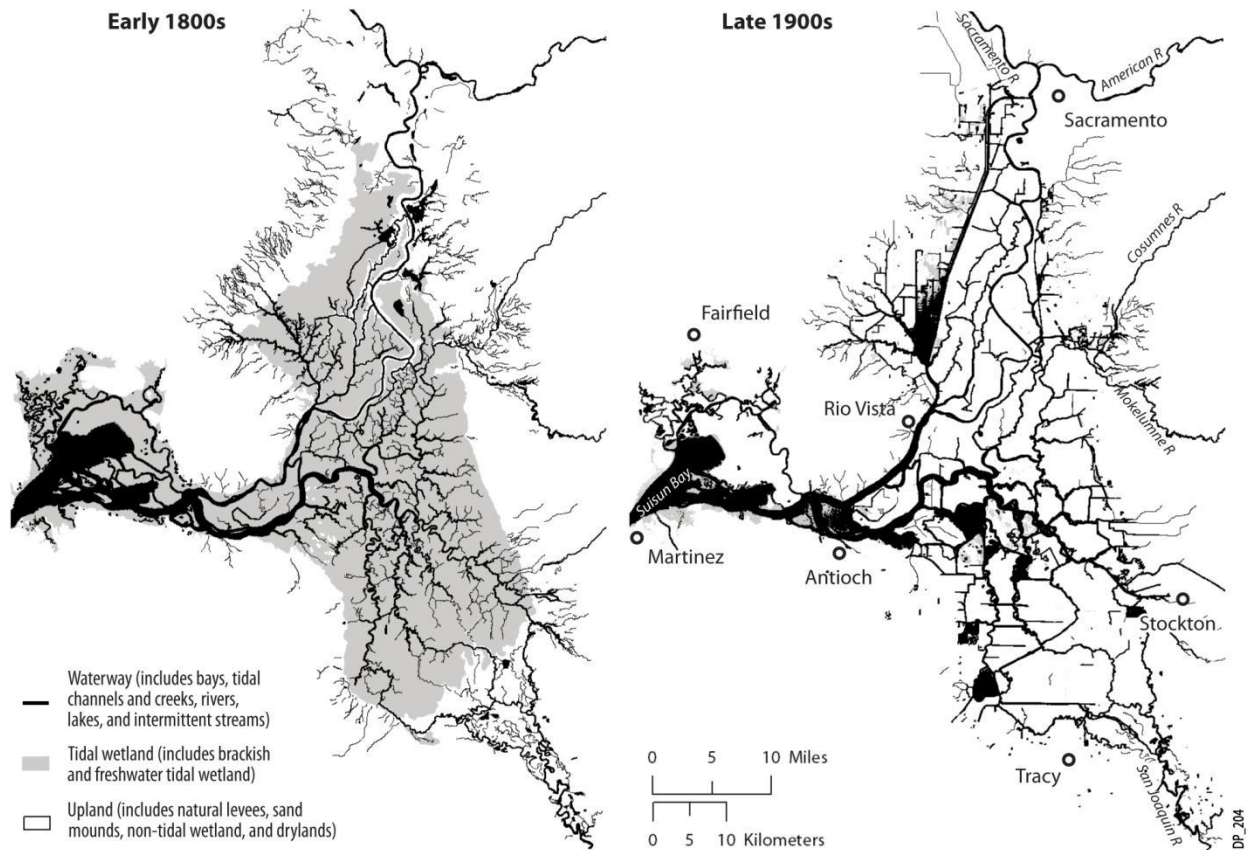 Early 1800s
Late 1900s
Sacramento R
American R
Sacramento
Cosumnes R
Fairfield
Rio Vista
Mokelumne R
Suisun Bay
Martinez
Antioch
Stockton
Waterway (includes bays, tidal
channels and creeks, rivers,
lakes, and intermittent streams)
Tidal wetland (includes brackish
and freshwater tidal wetland)
Upland (includes natural levees, sand
mounds, non-tidal wetland, and drylands)
0 5 10 Miles
0 5 10 Kilometers
Tracy
San Joaquin R
DP_204